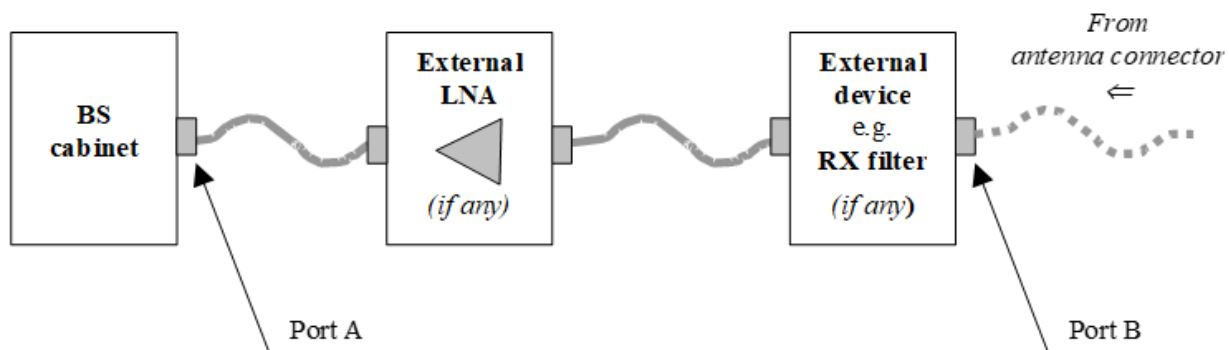 BS
cabinet
External
LNA
(if any)
External
device
e.g.
RX filter
(if any)
From
antenna connector
⇐
Port A
Port B